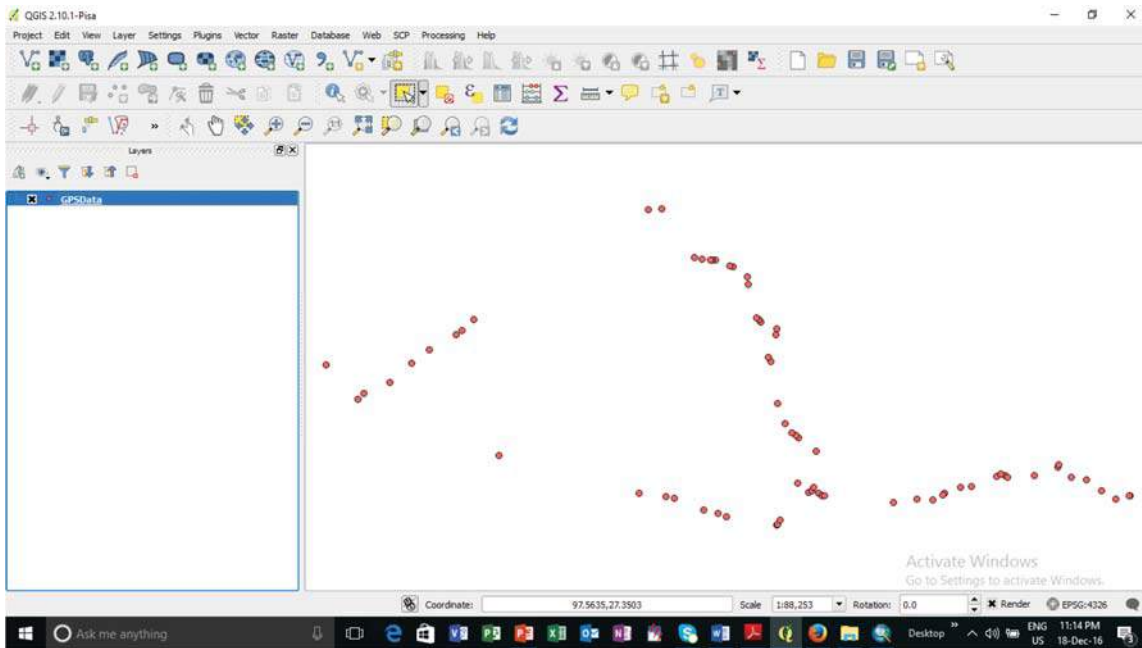 QGIS 2.10.1-Pisa
Project Edit View Layer Settings Plugins Vector Raster Database Web SCP Processing Help
Layers
GPSData
Activate Windows
Go to Settings to activate Windows.
Coordinate: 97.5635,27.3503 Scale 1:88,253 Rotation: 0.0 Render EPSG:4326
Ask me anything Desktop ENG 11:14 PM
US 18-Dec-16